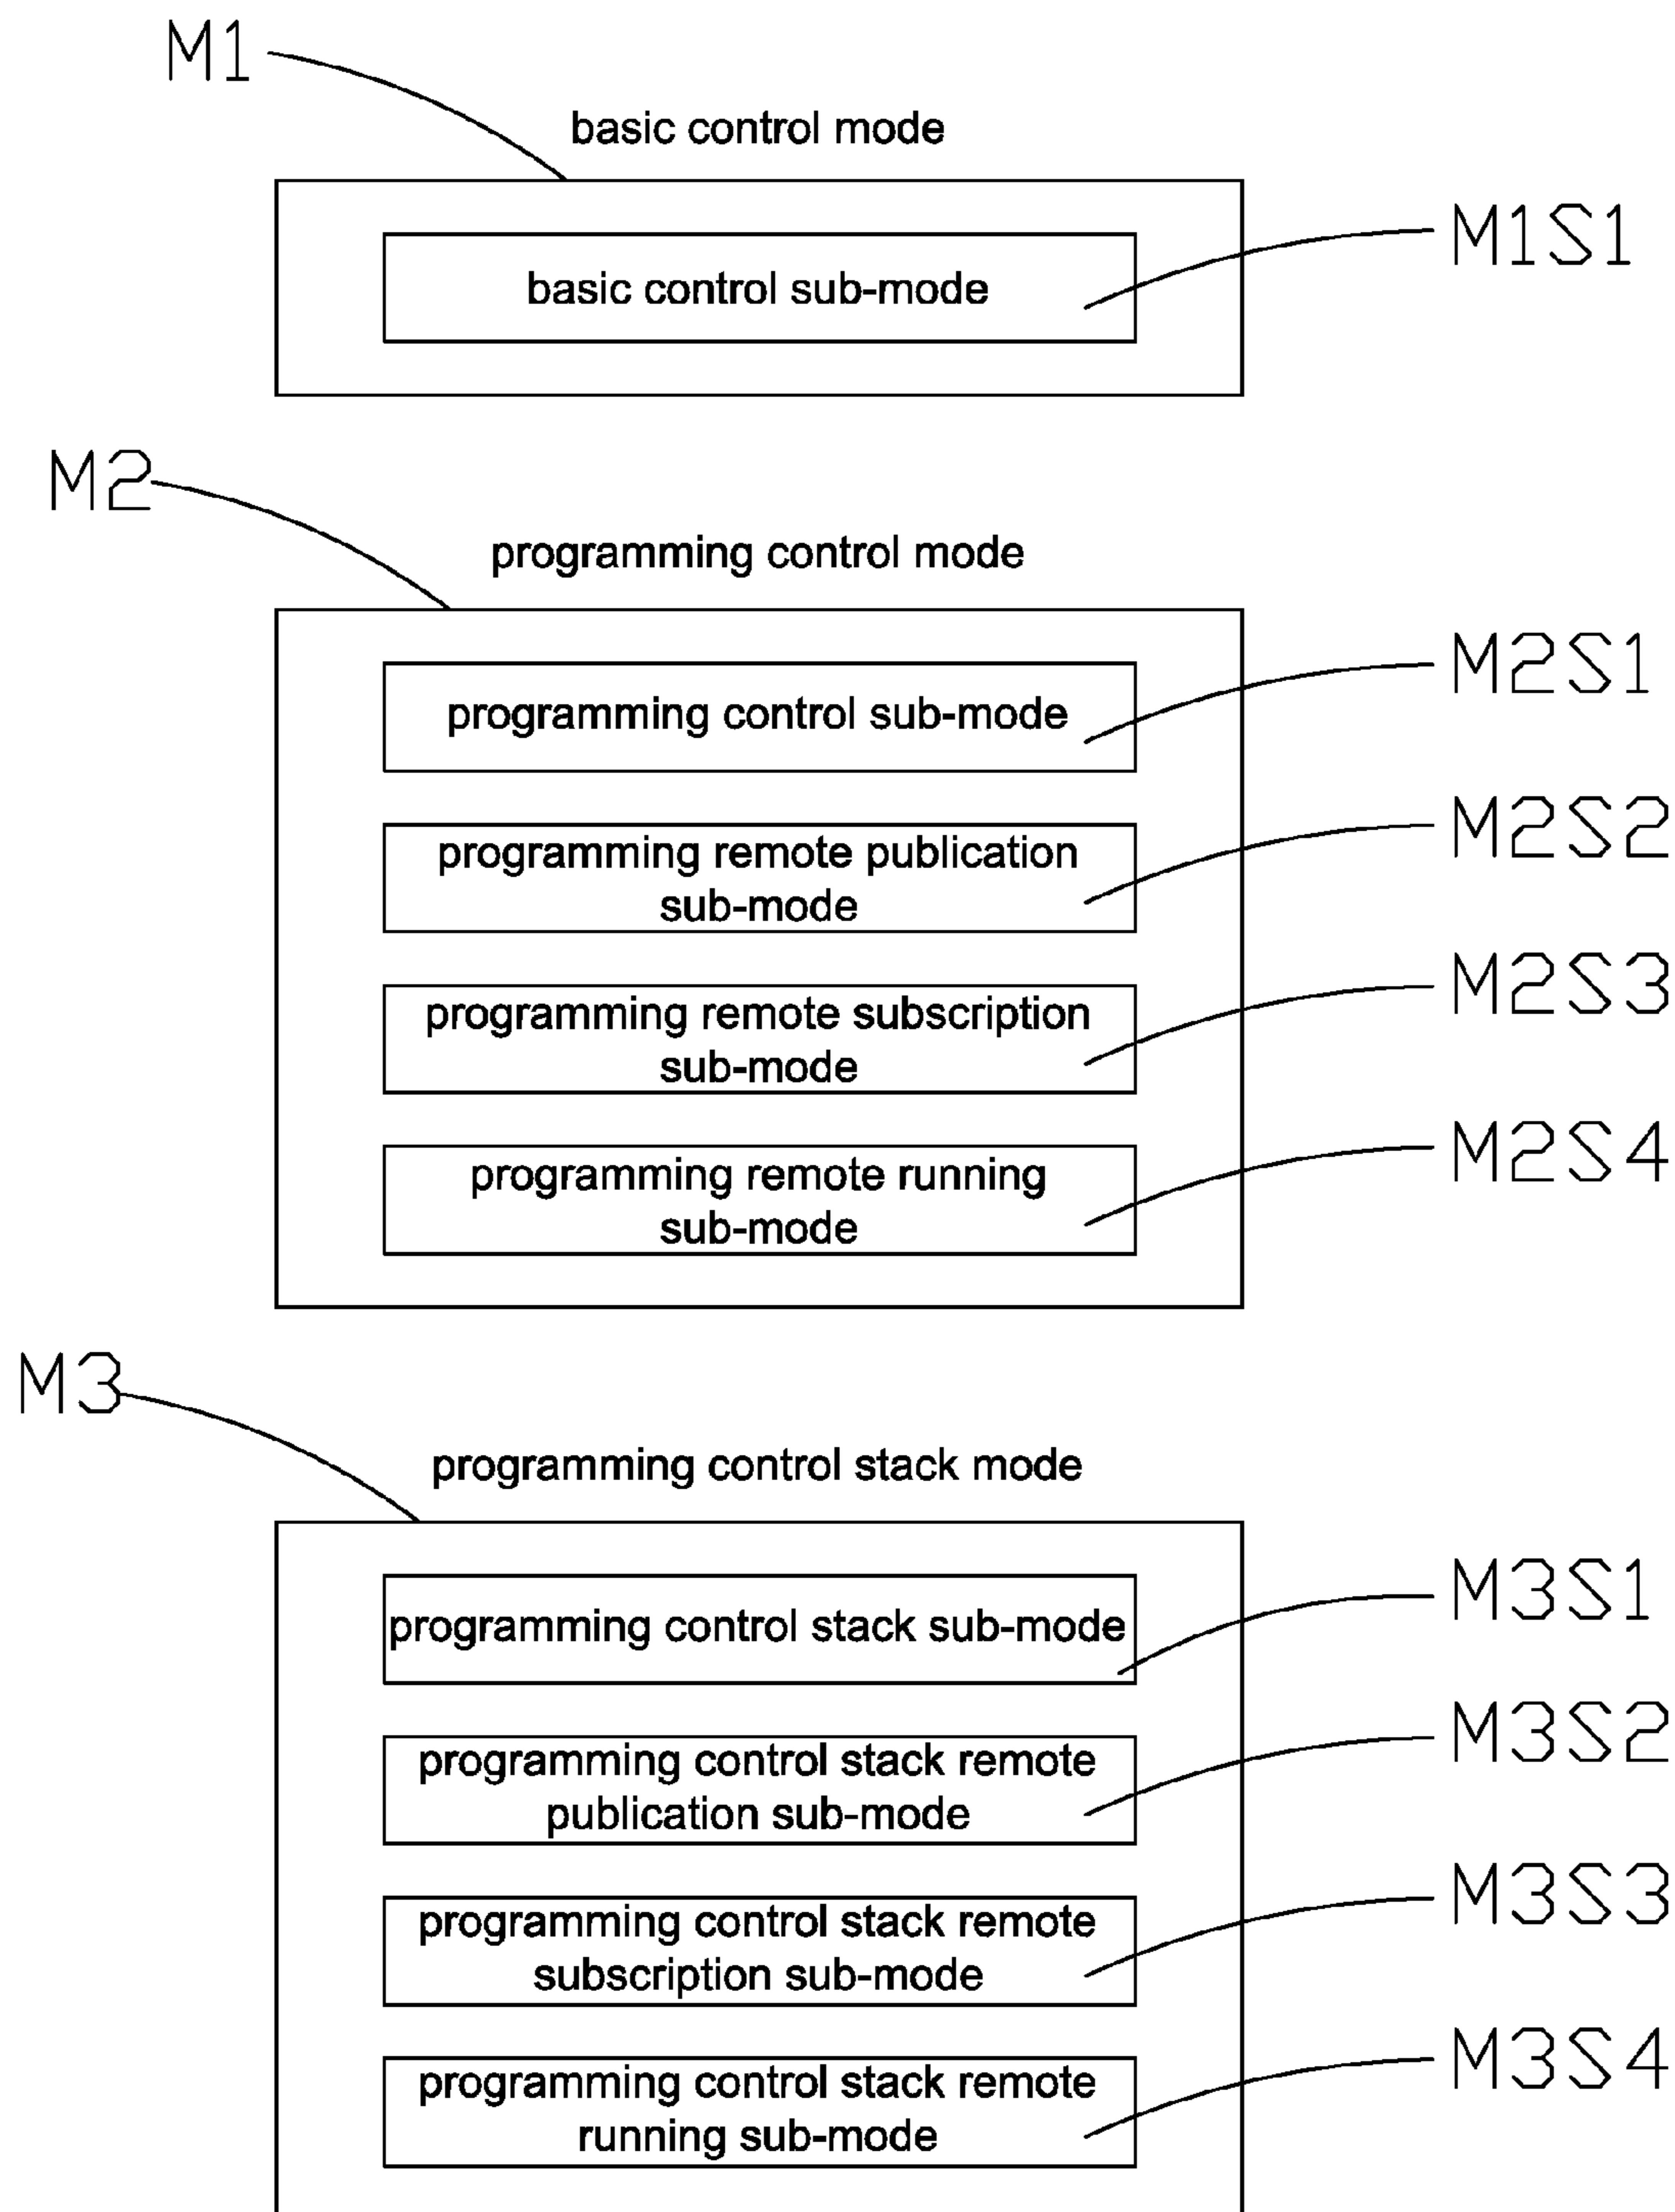 M1
basic control mode
M1S1
basic control sub-mode
M2
programming control mode
M2S1
programming control sub-mode
M2S2
programming remote publication
sub-mode
M2S3
programming remote subscription
sub-mode
M2S4
programming remote running
sub-mode
M3
programming control stack mode
M3S1
programming control stack sub-mode
M3S2
programming control stack remote
publication sub-mode
M3S3
programming control stack remote
subscription sub-mode
M3S4
programming control stack remote
running sub-mode